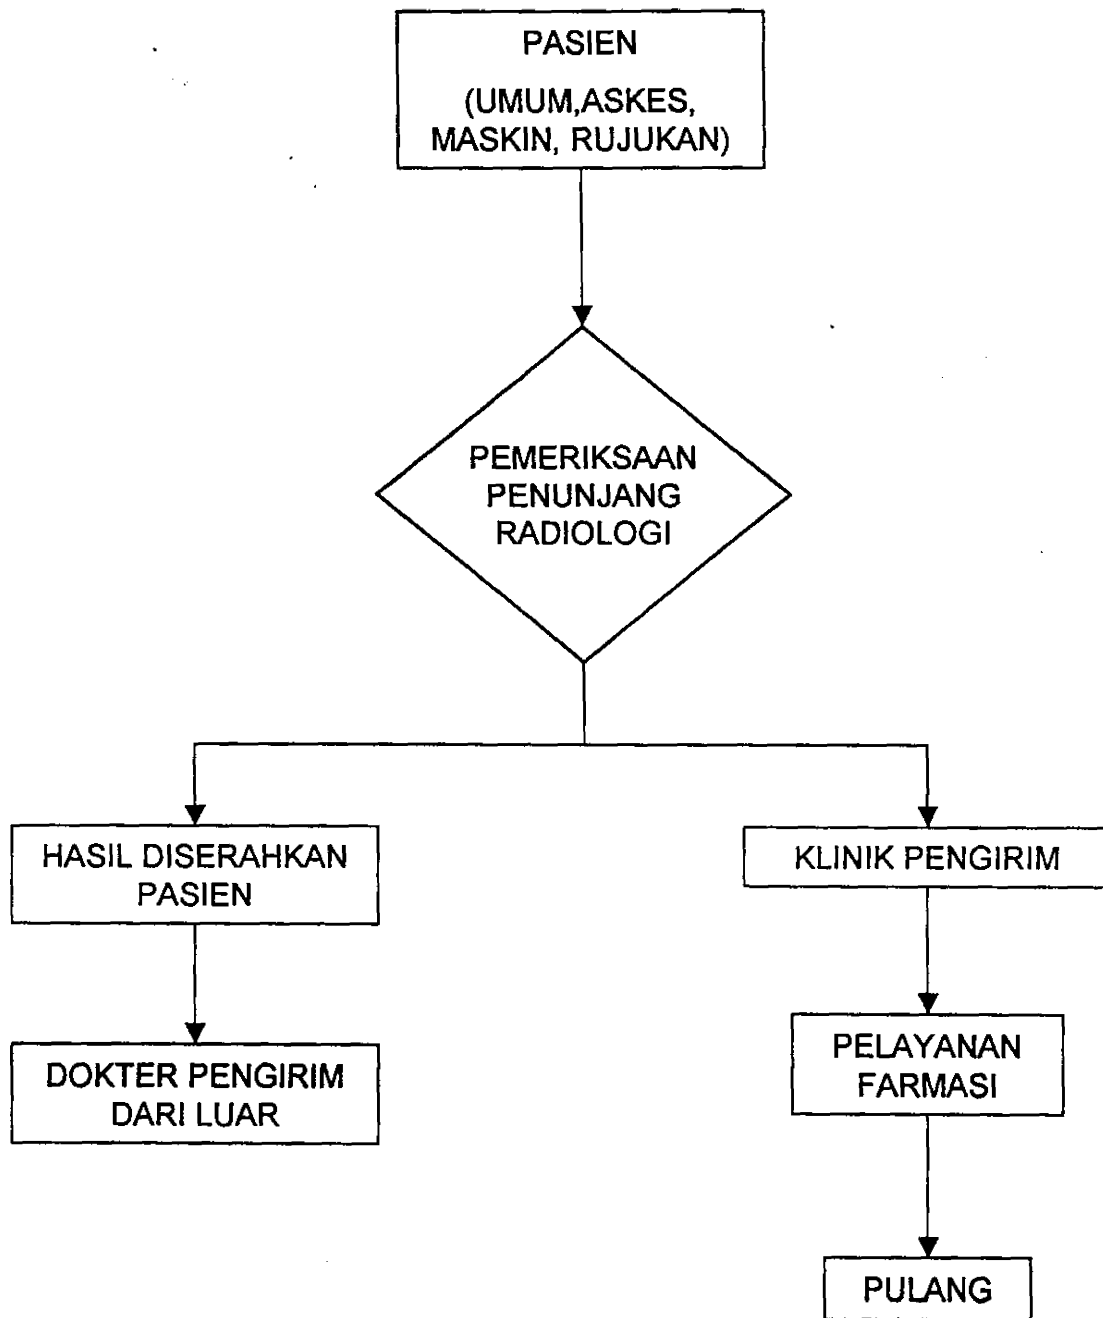 PASIEN
(UMUM,ASKES,
MASKIN, RUJUKAN)
PEMERIKSAAN
PENUNJANG
RADIOLOGI
HASIL DISERAHKAN
PASIEN
DOKTER PENGIRIM
DARI LUAR
KLINIK PENGIRIM
PELAYANAN
FARMASI
PULANG